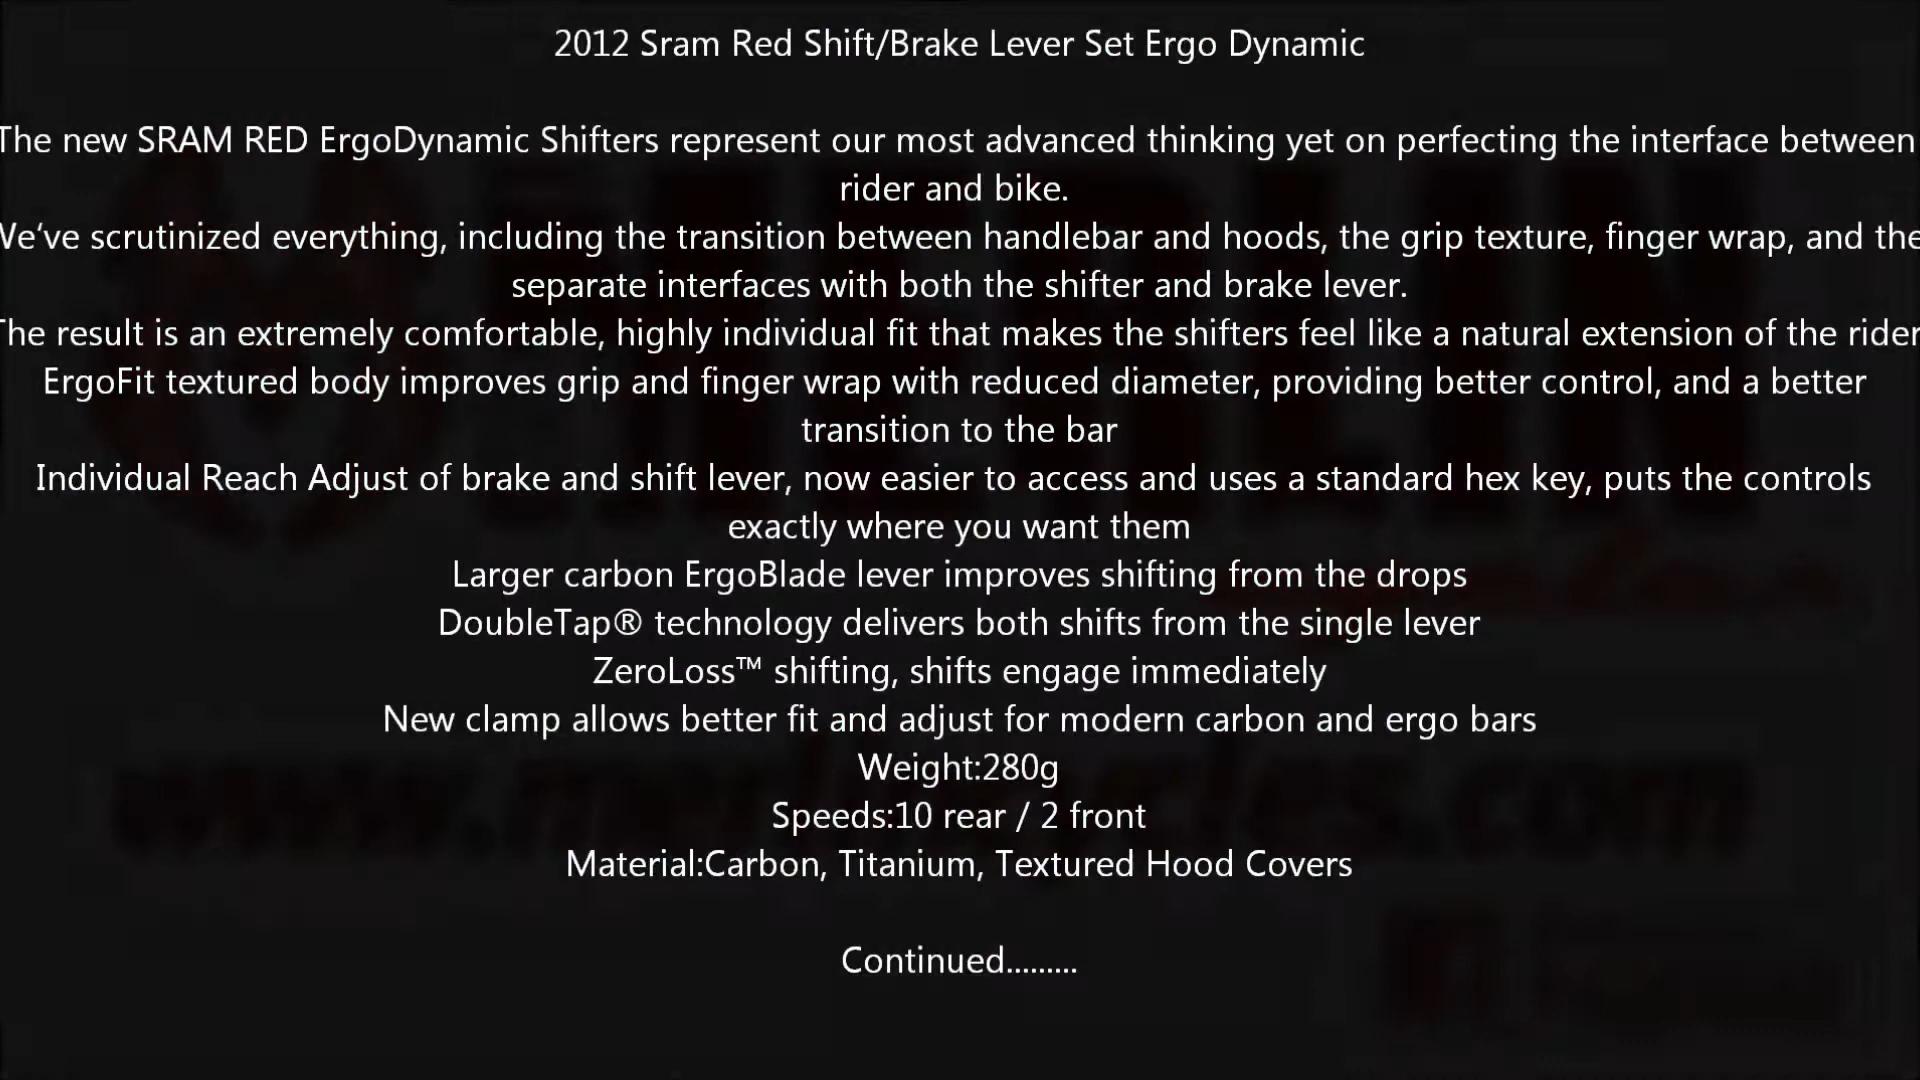 2012 Sram Red Shift/Brake Lever Set Ergo Dynamic
The new SRAM RED ErgoDynamic Shifters represent our most advanced thinking yet on perfecting the interface between
rider and bike.
We've scrutinized everything, including the transition between handlebar and hoods, the grip texture, finger wrap, and the
separate interfaces with both the shifter and brake lever.
The result is an extremely comfortable, highly individual fit that makes the shifters feel like a natural extension of the rider
ErgoFit textured body improves grip and finger wrap with reduced diameter, providing better control, and a better
transition to the bar
Individual Reach Adjust of brake and shift lever, now easier to access and uses a standard hex key, puts the controls
exactly where you want them
Larger carbon ErgoBlade lever improves shifting from the drops
DoubleTap® technology delivers both shifts from the single lever
ZeroLoss™ shifting, shifts engage immediately
New clamp allows better fit and adjust for modern carbon and ergo bars
Weight:280g
Speeds:10 rear / 2 front
Material:Carbon, Titanium, Textured Hood Covers
Continued.........